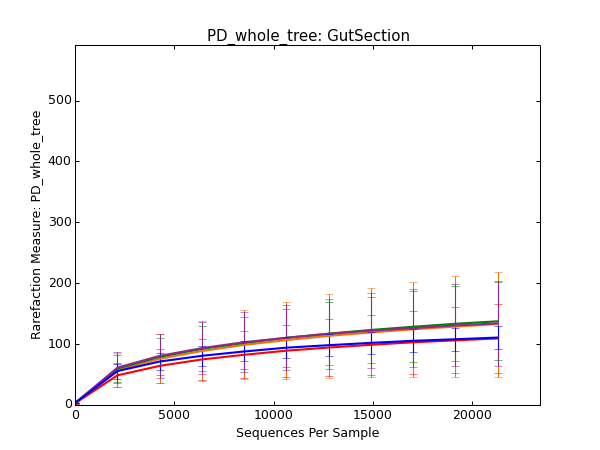 PD_whole_tree: GutSection
Rarefaction Measure: PD_whole_tree
500
400
300
200
100
0
0 5000 10000 15000 20000
Sequences Per Sample